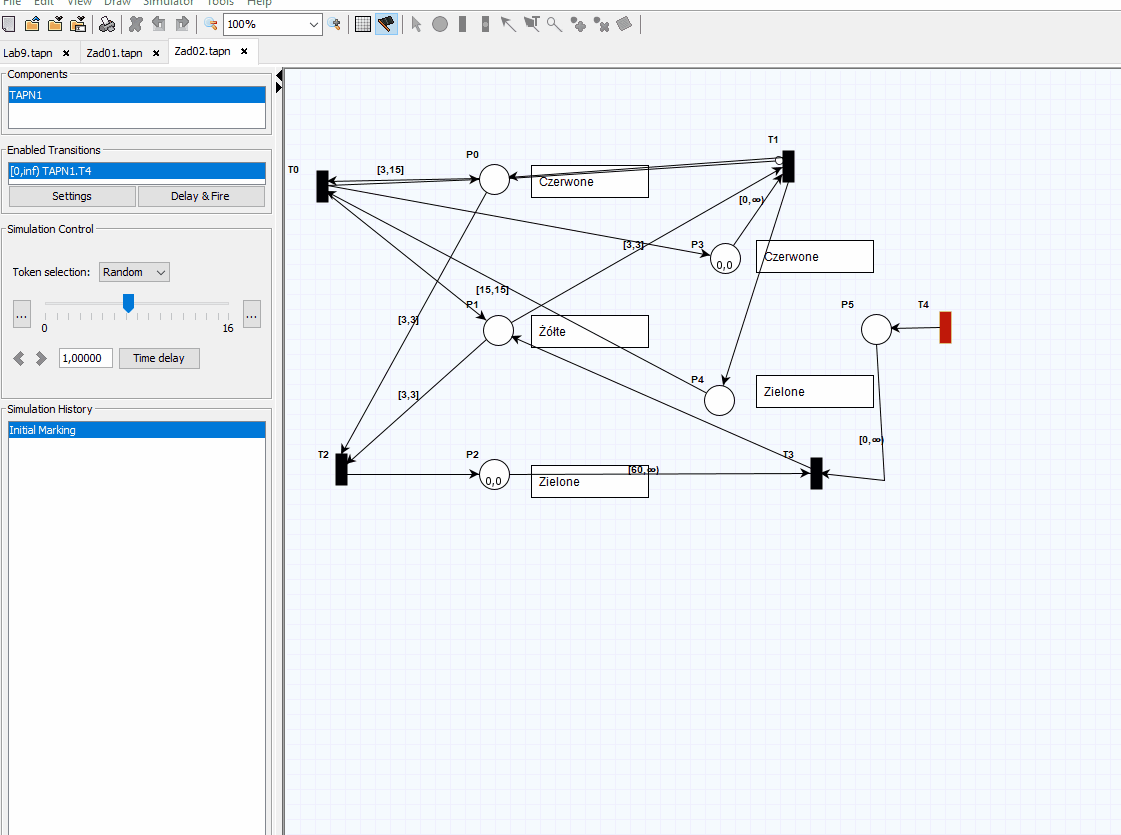 File Edit View Draw Simulator Tools Help
100%
Lab9.tapn Zad01.tapn Zad02.tapn
Components
TAPN1
Enabled Transitions
[0,inf) TAPN1.T4
Settings Delay & Fire
Simulation Control
Token selection: Random
... ...
0 16
1,00000 Time delay
Simulation History
Initial Marking
T1
P0
T0 [3,15]
Czerwone
[0,∞)
[3,3] P3
Czerwone
0,0
[15,15]
P1 P5 T4
[3,3]
Żółte
P4
Zielone
[3,3]
[0,∞)
T2 P2 T3
[60,∞)
0,0 Zielone